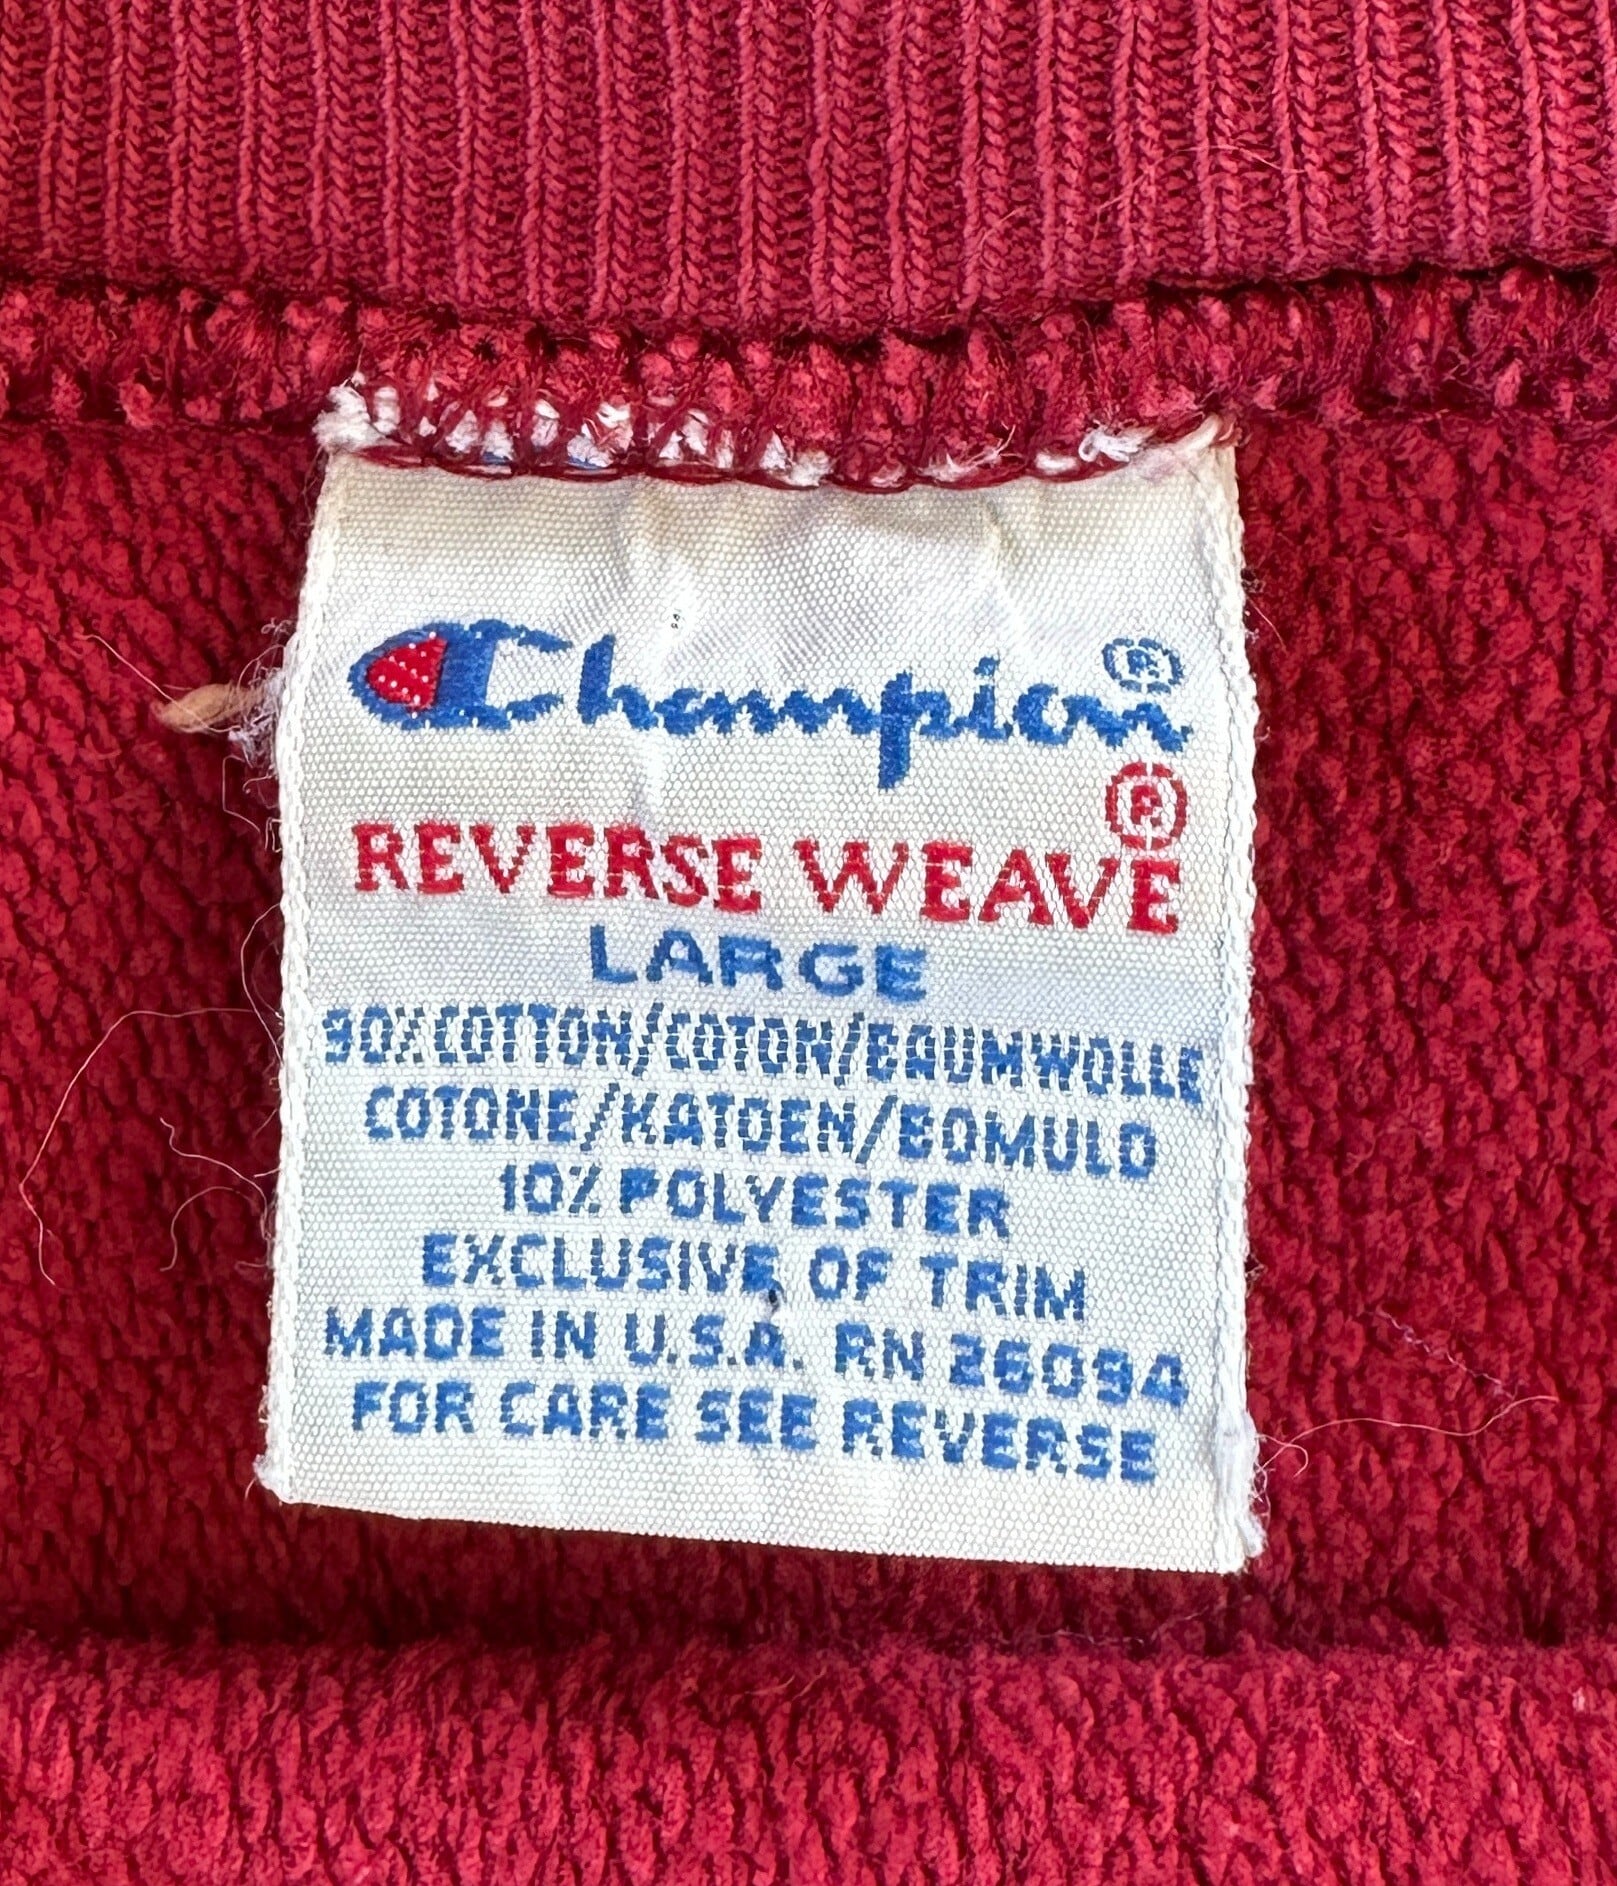 Champion®
REVERSE WEAVE®
LARGE
90% COTTON/COTON/BAUMWOLLE
COTONE/KATOEN/BOMULD
10% POLYESTER
EXCLUSIVE OF TRIM
MADE IN U.S.A. RN 26094
FOR CARE SEE REVERSE